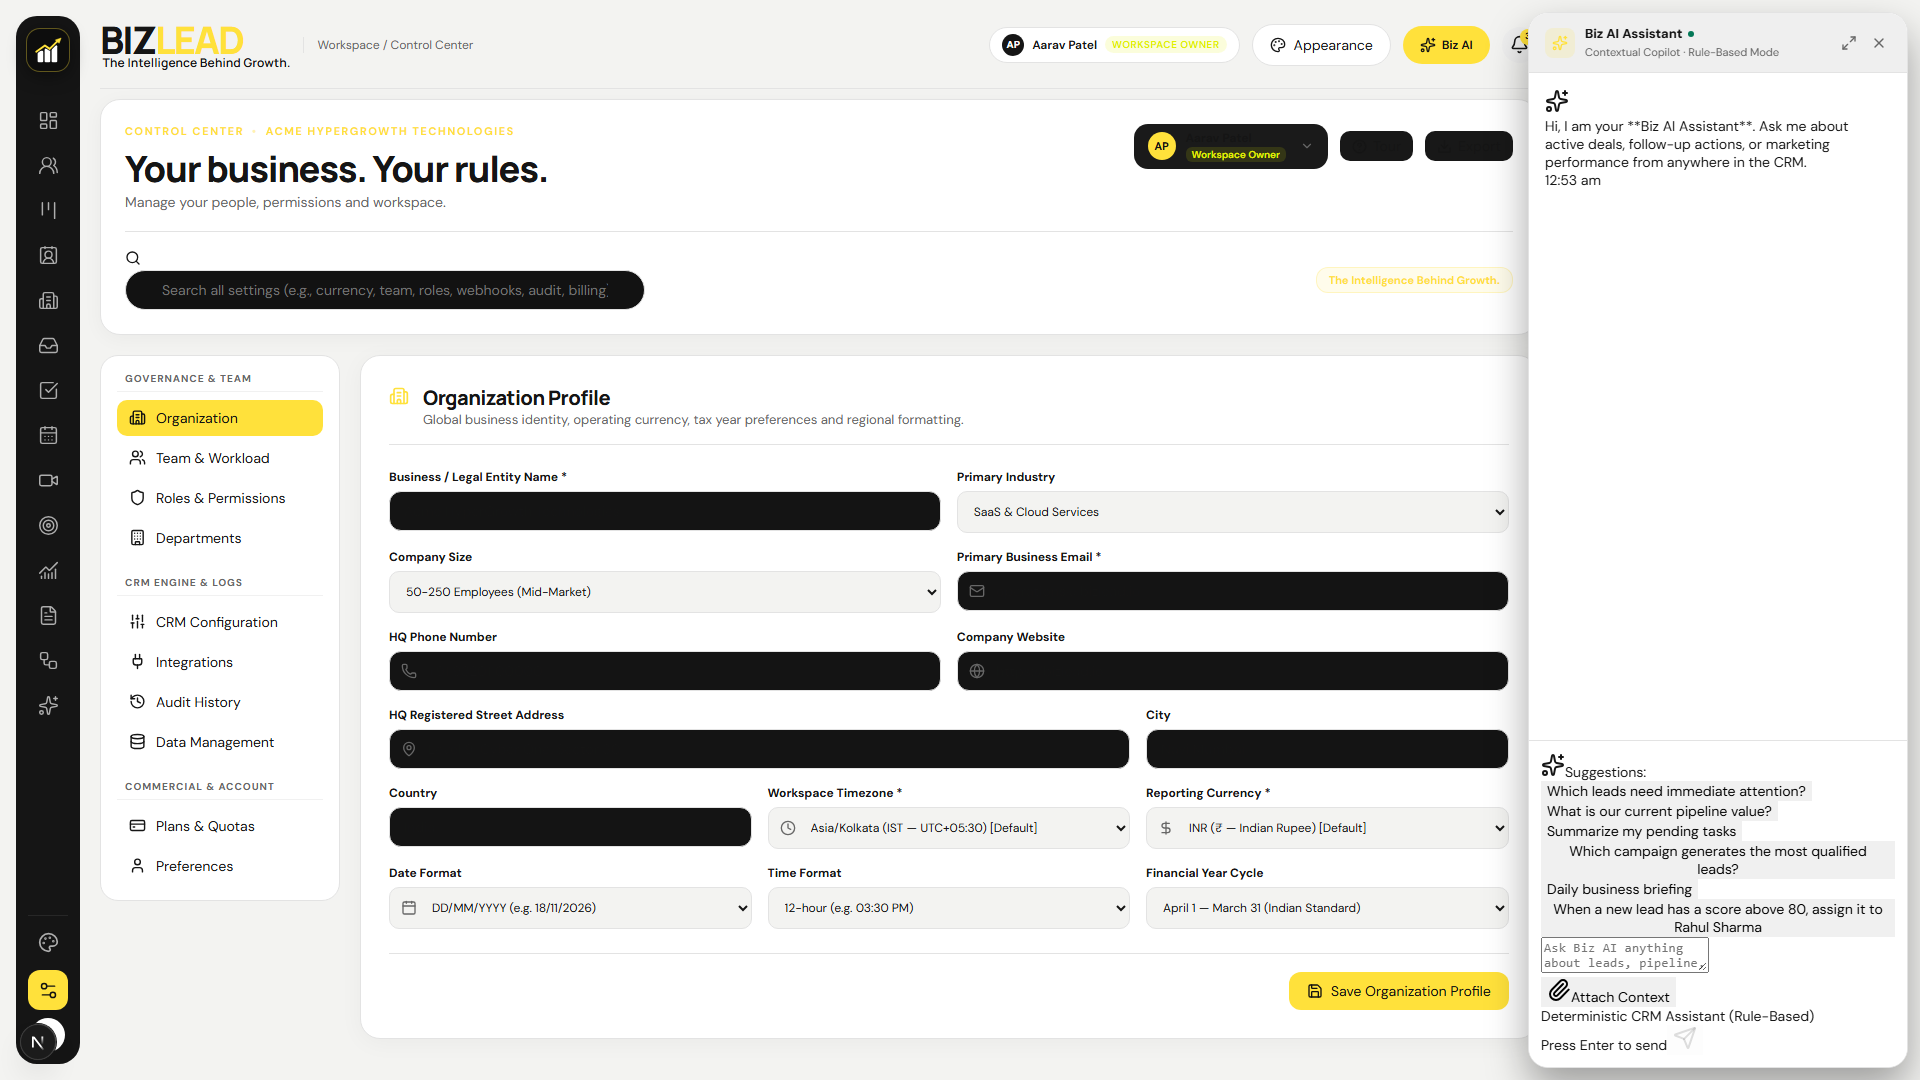 BIZLEAD
The Intelligence Behind Growth.
Workspace / Control Center
AP Aarav Patel WORKSPACE OWNER
Appearance
Biz AI
CONTROL CENTER · ACME HYPERGROWTH TECHNOLOGIES
Your business. Your rules.
Manage your people, permissions and workspace.
AP
Aarav Patel
Workspace Owner
Search all settings (e.g., currency, team, roles, webhooks, audit, billing
The Intelligence Behind Growth.
GOVERNANCE & TEAM
Organization
Team & Workload
Roles & Permissions
Departments
CRM ENGINE & LOGS
CRM Configuration
Integrations
Audit History
Data Management
COMMERCIAL & ACCOUNT
Plans & Quotas
Preferences
N
Organization Profile
Global business identity, operating currency, tax year preferences and regional formatting.
Business / Legal Entity Name *
Primary Industry
SaaS & Cloud Services
Company Size
50-250 Employees (Mid-Market)
Primary Business Email *
HQ Phone Number
Company Website
HQ Registered Street Address
City
Country
Workspace Timezone *
Asia/Kolkata (IST — UTC+05:30) [Default]
Reporting Currency *
INR (₹ — Indian Rupee) [Default]
Date Format
DD/MM/YYYY (e.g. 18/11/2026)
Time Format
12-hour (e.g. 03:30 PM)
Financial Year Cycle
April 1 — March 31 (Indian Standard)
Save Organization Profile
Biz AI Assistant
Contextual Copilot · Rule-Based Mode
Hi, I am your **Biz AI Assistant**. Ask me about
active deals, follow-up actions, or marketing
performance from anywhere in the CRM.
12:53 am
Suggestions:
Which leads need immediate attention?
What is our current pipeline value?
Summarize my pending tasks
Which campaign generates the most qualified
leads?
Daily business briefing
When a new lead has a score above 80, assign it to
Rahul Sharma
Ask Biz AI anything
about leads, pipeline,
Attach Context
Deterministic CRM Assistant (Rule-Based)
Press Enter to send